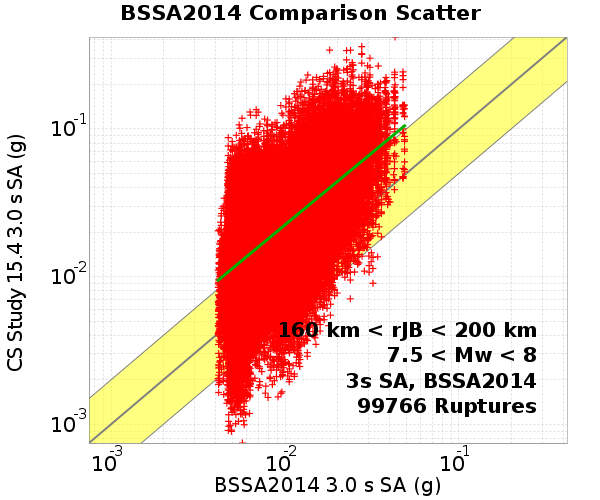 BSSA2014 Comparison Scatter
CS Study 15.4 3.0 s SA (g)
10-1
10-2
10-3
160 km < rJB < 200 km
7.5 < Mw < 8
3s SA, BSSA2014
99766 Ruptures
10-3 10-2 10-1
BSSA2014 3.0 s SA (g)